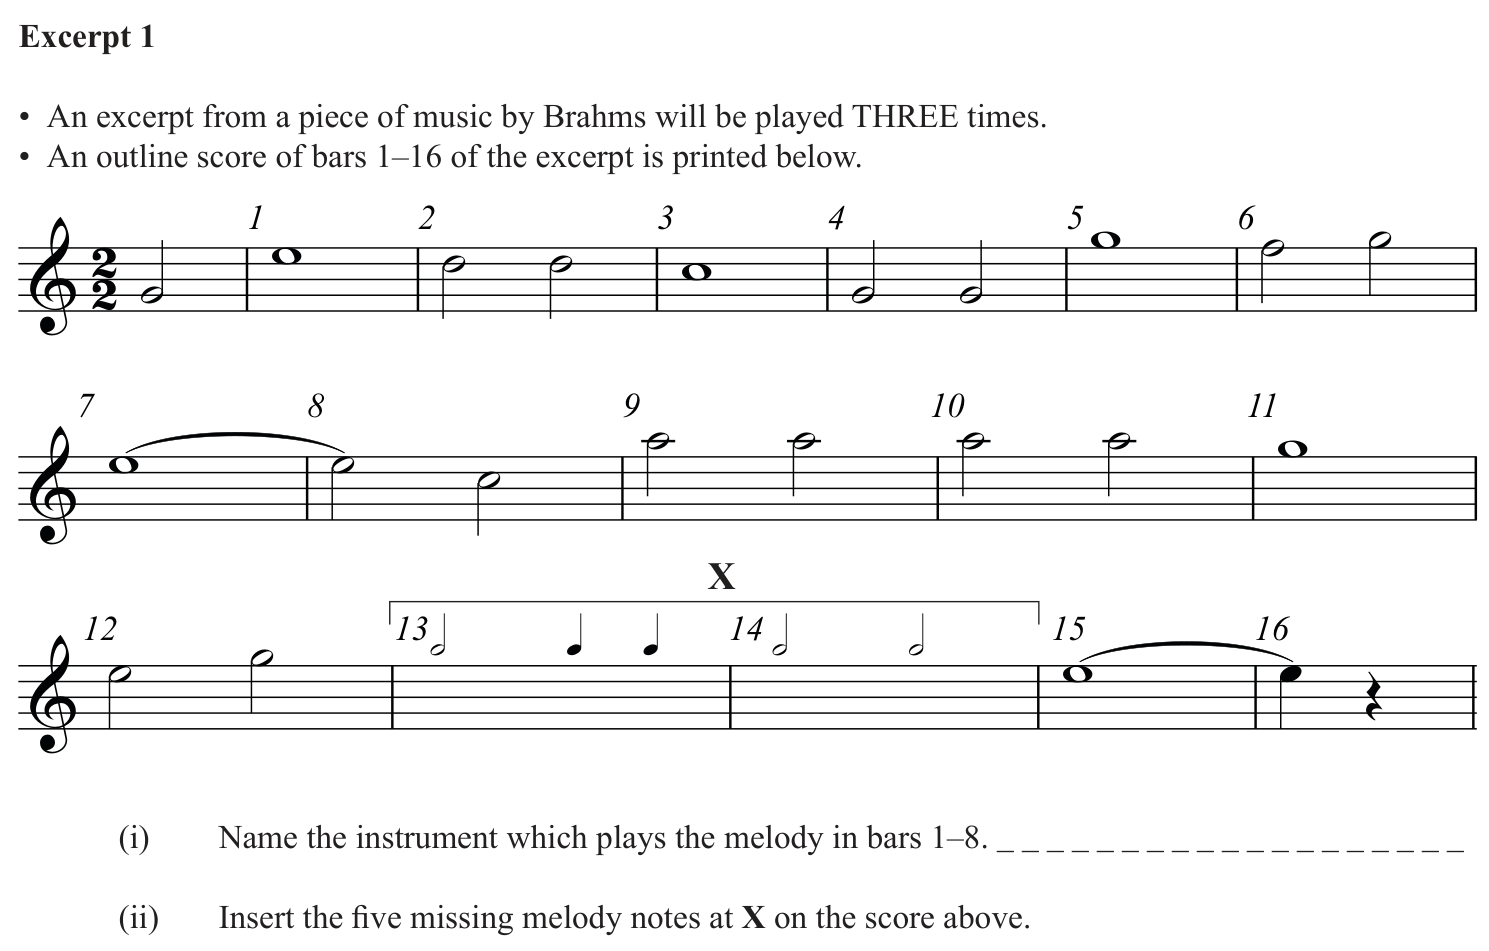 Excerpt 1
• An excerpt from a piece of music by Brahms will be played THREE times.
• An outline score of bars 1–16 of the excerpt is printed below.
1 2 3 4 5 6
2
2
7 8 9 10 11
X
12 13 14 15 16
(i) Name the instrument which plays the melody in bars 1–8. _ _ _ _ _ _ _ _ _ _ _ _ _ _ _ _ _ _ _
(ii) Insert the five missing melody notes at X on the score above.